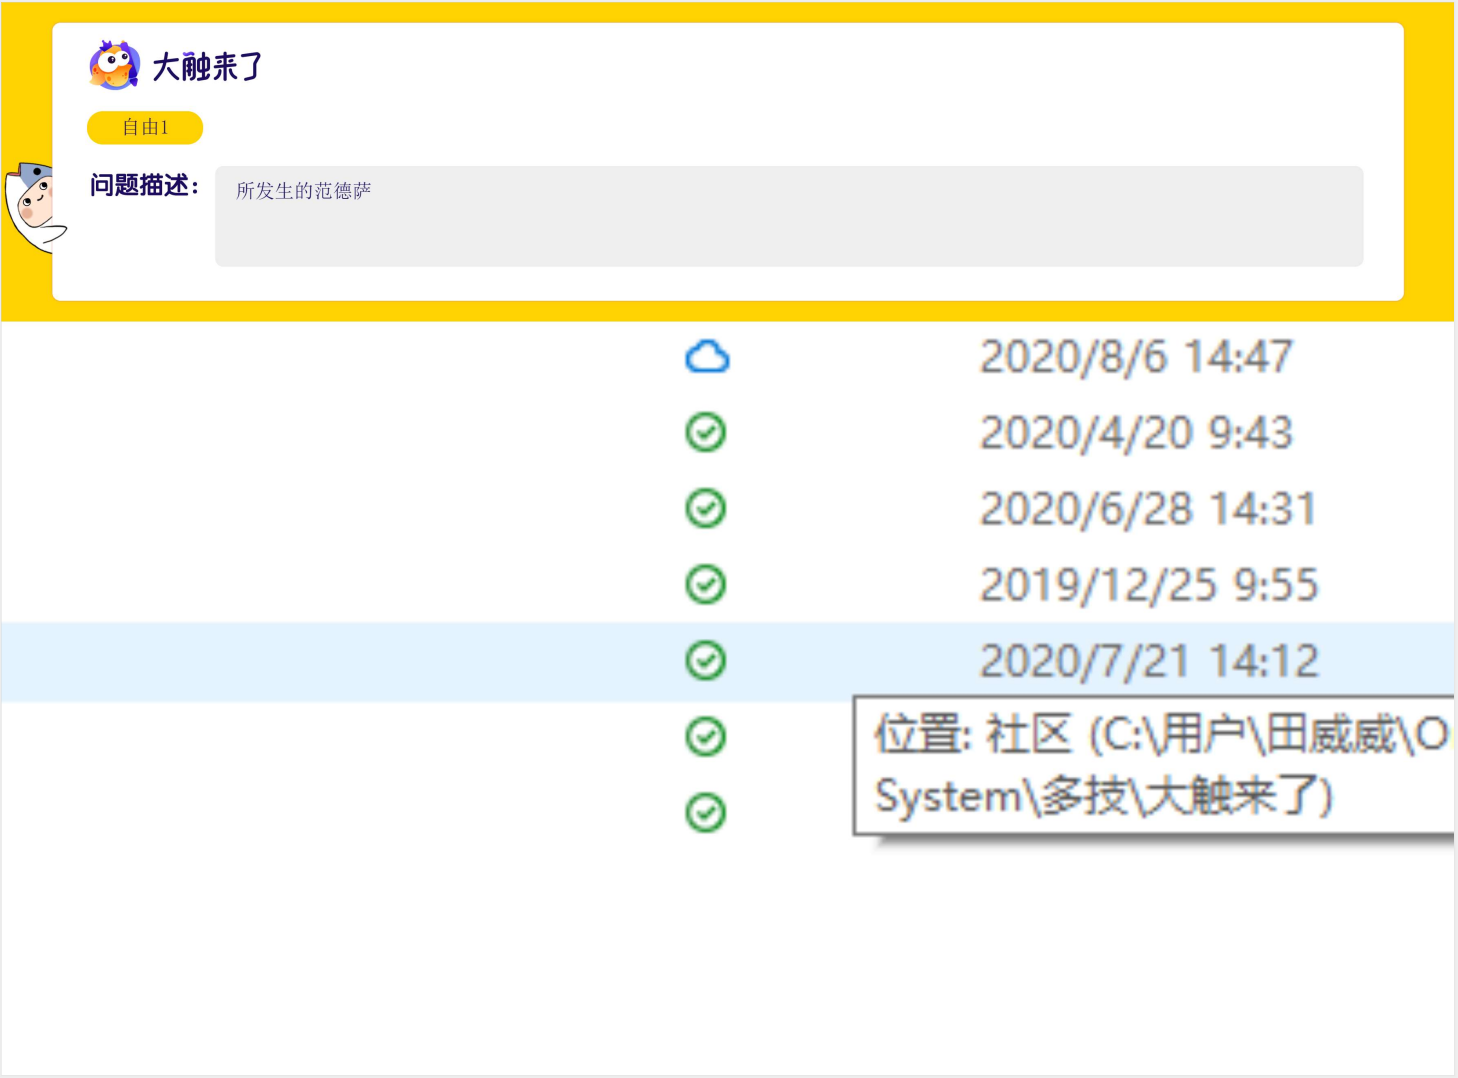 大触来了
自由1
问题描述：
所发生的范德萨
2020/8/6 14:47
2020/4/20 9:43
2020/6/28 14:31
2019/12/25 9:55
2020/7/21 14:12
位置: 社区 (C:\用户\田威威\O
System\多技\大触来了)